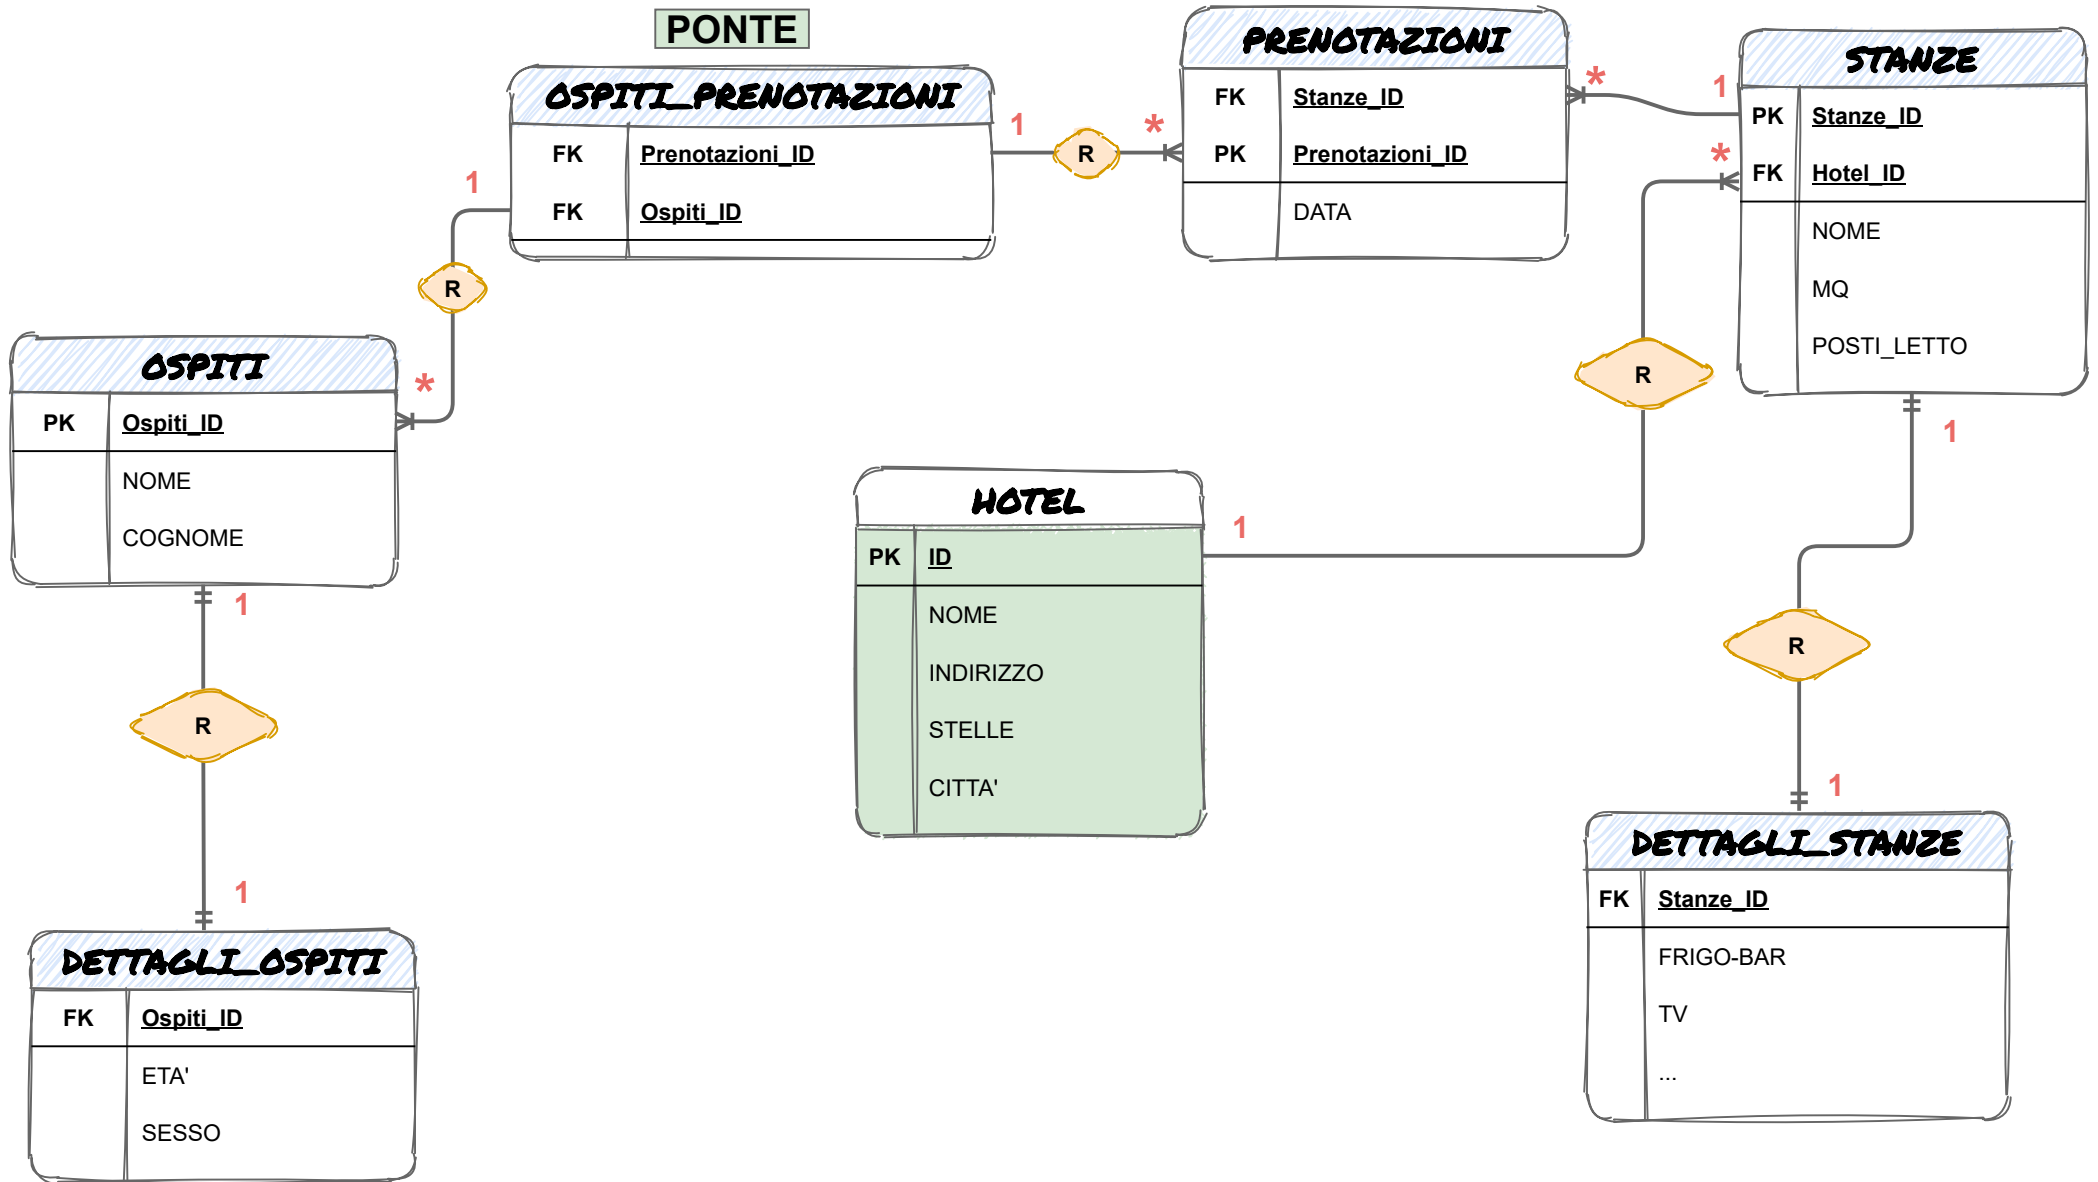 PONTE
OSPITI_PRENOTAZIONI
FK Prenotazioni_ID
FK Ospiti_ID
1
R
*
PRENOTAZIONI
FK Stanze_ID
PK Prenotazioni_ID
DATA
*
1
STANZE
PK Stanze_ID
FK Hotel_ID
NOME
MQ
POSTI_LETTO
*
R
1
1
R
*
OSPITI
PK Ospiti_ID
NOME
COGNOME
1
R
1
DETTAGLI_OSPITI
FK Ospiti_ID
ETA'
SESSO
HOTEL
PK ID
NOME
INDIRIZZO
STELLE
CITTA'
1
R
1
DETTAGLI_STANZE
FK Stanze_ID
FRIGO-BAR
TV
...